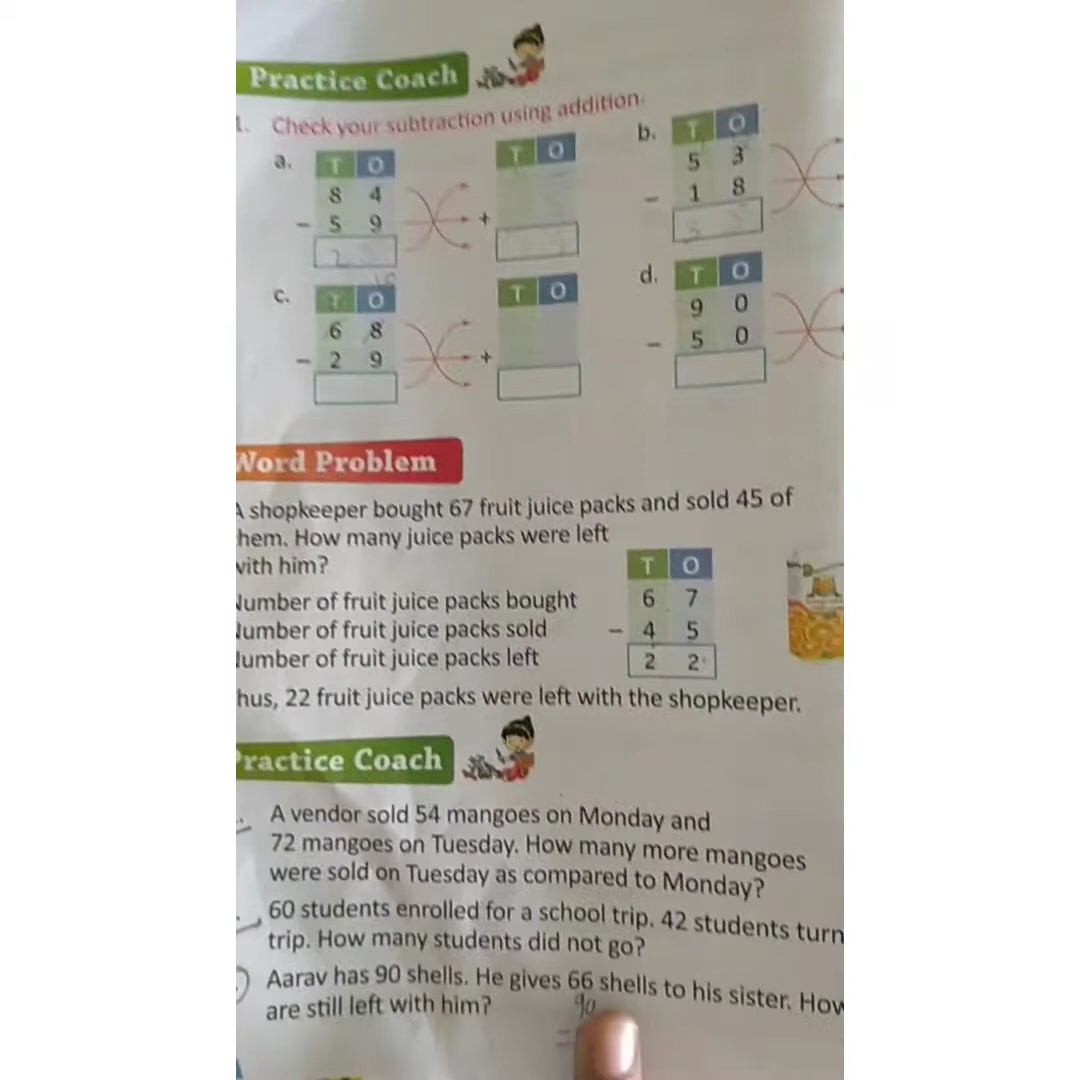 Practice Coach
1. Check your subtraction using addition.
a. T O
8 4
− 5 9
2
T O
+
b. T O
5 3
− 1 8
3
c. T O
6 8
− 2 9
T O
+
d. T O
9 0
− 5 0
Word Problem
A shopkeeper bought 67 fruit juice packs and sold 45 of
hem. How many juice packs were left
with him?
Number of fruit juice packs bought
Number of fruit juice packs sold
Number of fruit juice packs left
T O
6 7
− 4 5
2 2
hus, 22 fruit juice packs were left with the shopkeeper.
Practice Coach
A vendor sold 54 mangoes on Monday and
72 mangoes on Tuesday. How many more mangoes
were sold on Tuesday as compared to Monday?
60 students enrolled for a school trip. 42 students turn
trip. How many students did not go?
Aarav has 90 shells. He gives 66 shells to his sister. How
are still left with him?
90